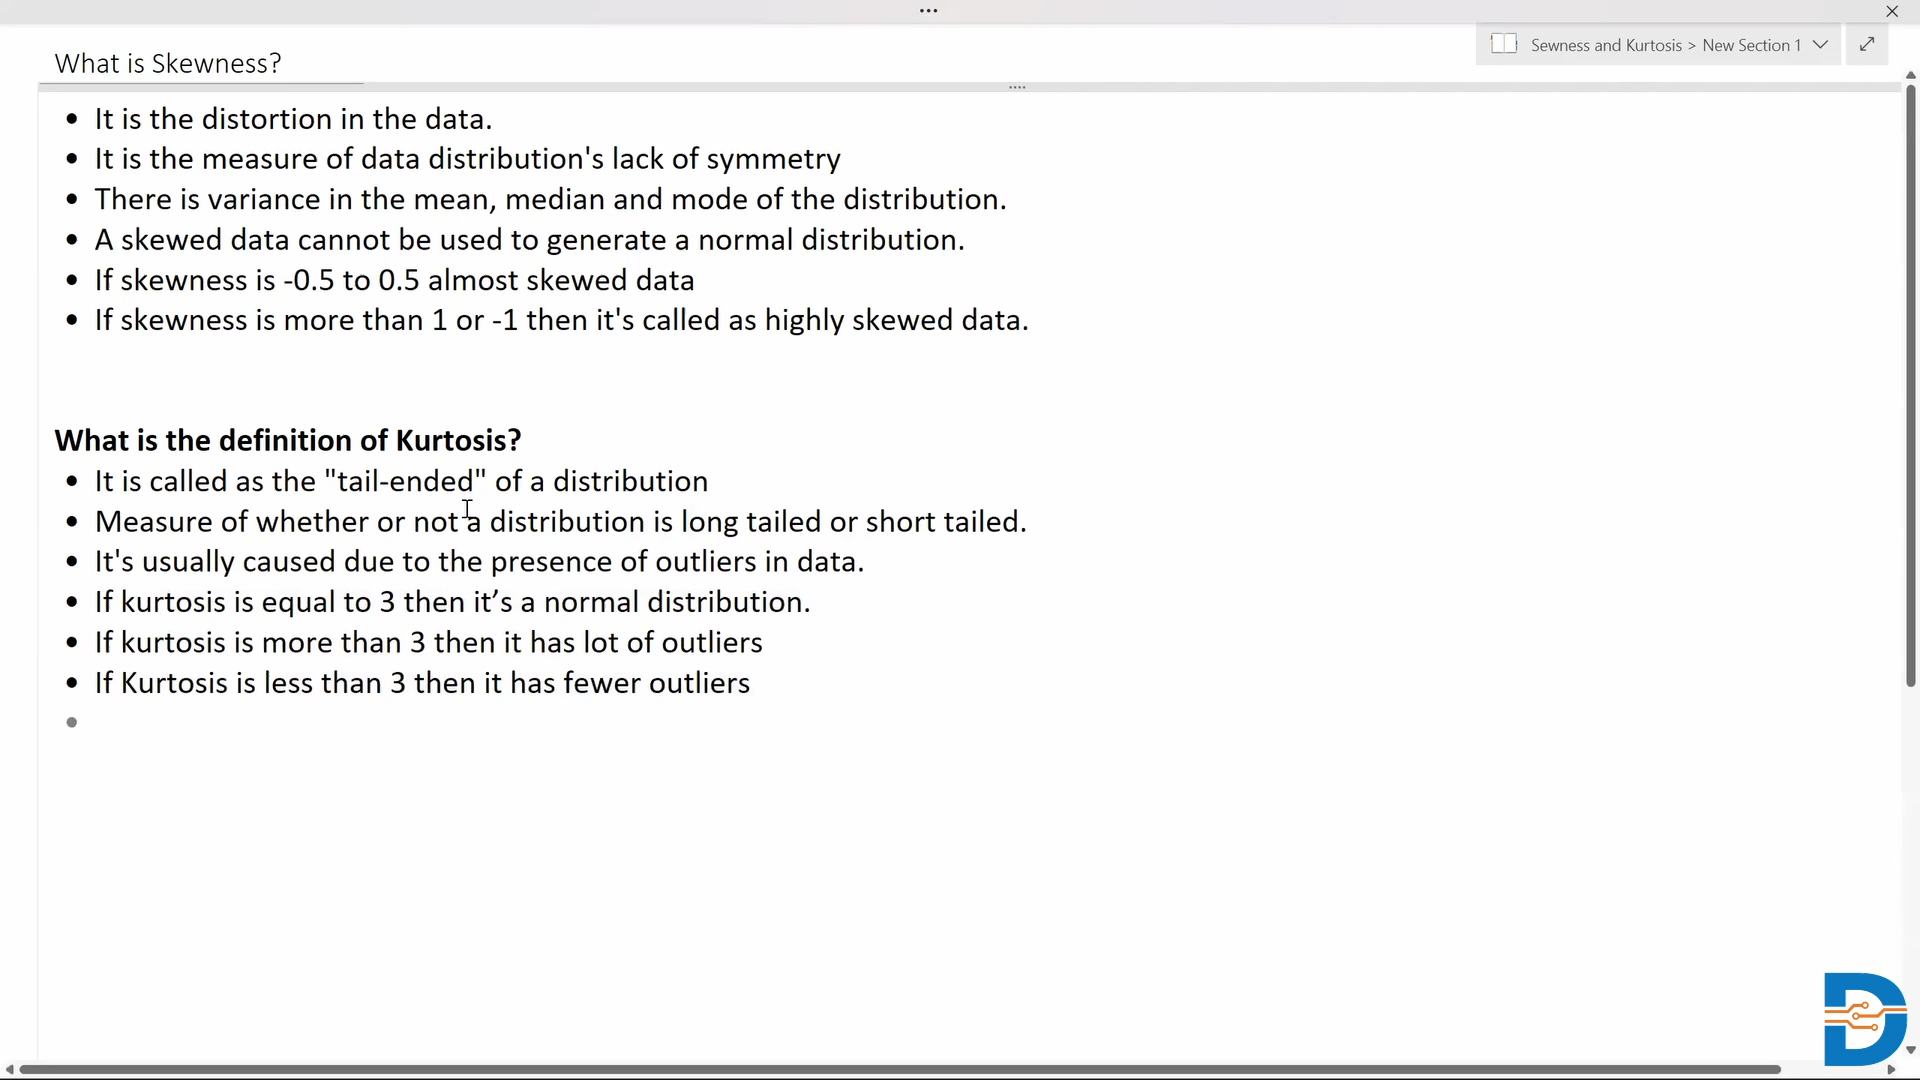 Sewness and Kurtosis > New Section 1
What is Skewness?
• It is the distortion in the data.
• It is the measure of data distribution's lack of symmetry
• There is variance in the mean, median and mode of the distribution.
• A skewed data cannot be used to generate a normal distribution.
• If skewness is -0.5 to 0.5 almost skewed data
• If skewness is more than 1 or -1 then it's called as highly skewed data.
What is the definition of Kurtosis?
• It is called as the "tail-ended" of a distribution
• Measure of whether or not a distribution is long tailed or short tailed.
• It's usually caused due to the presence of outliers in data.
• If kurtosis is equal to 3 then it’s a normal distribution.
• If kurtosis is more than 3 then it has lot of outliers
• If Kurtosis is less than 3 then it has fewer outliers
•
D